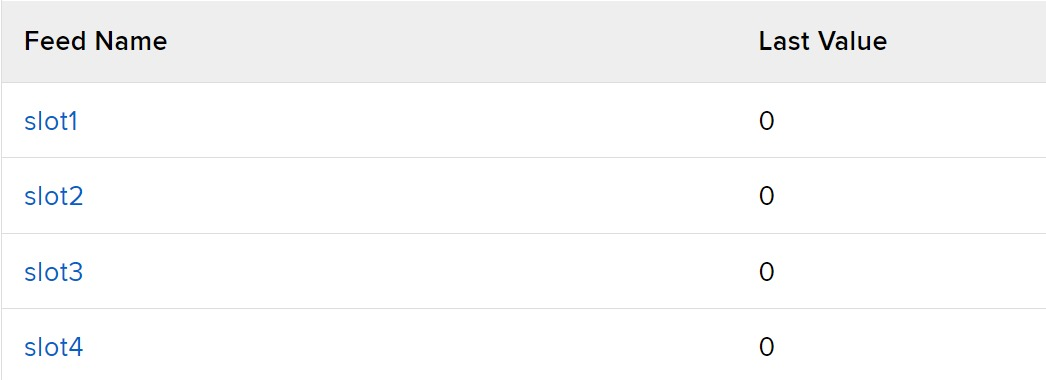 Feed Name Last Value
slot1 0
slot2 0
slot3 0
slot4 0